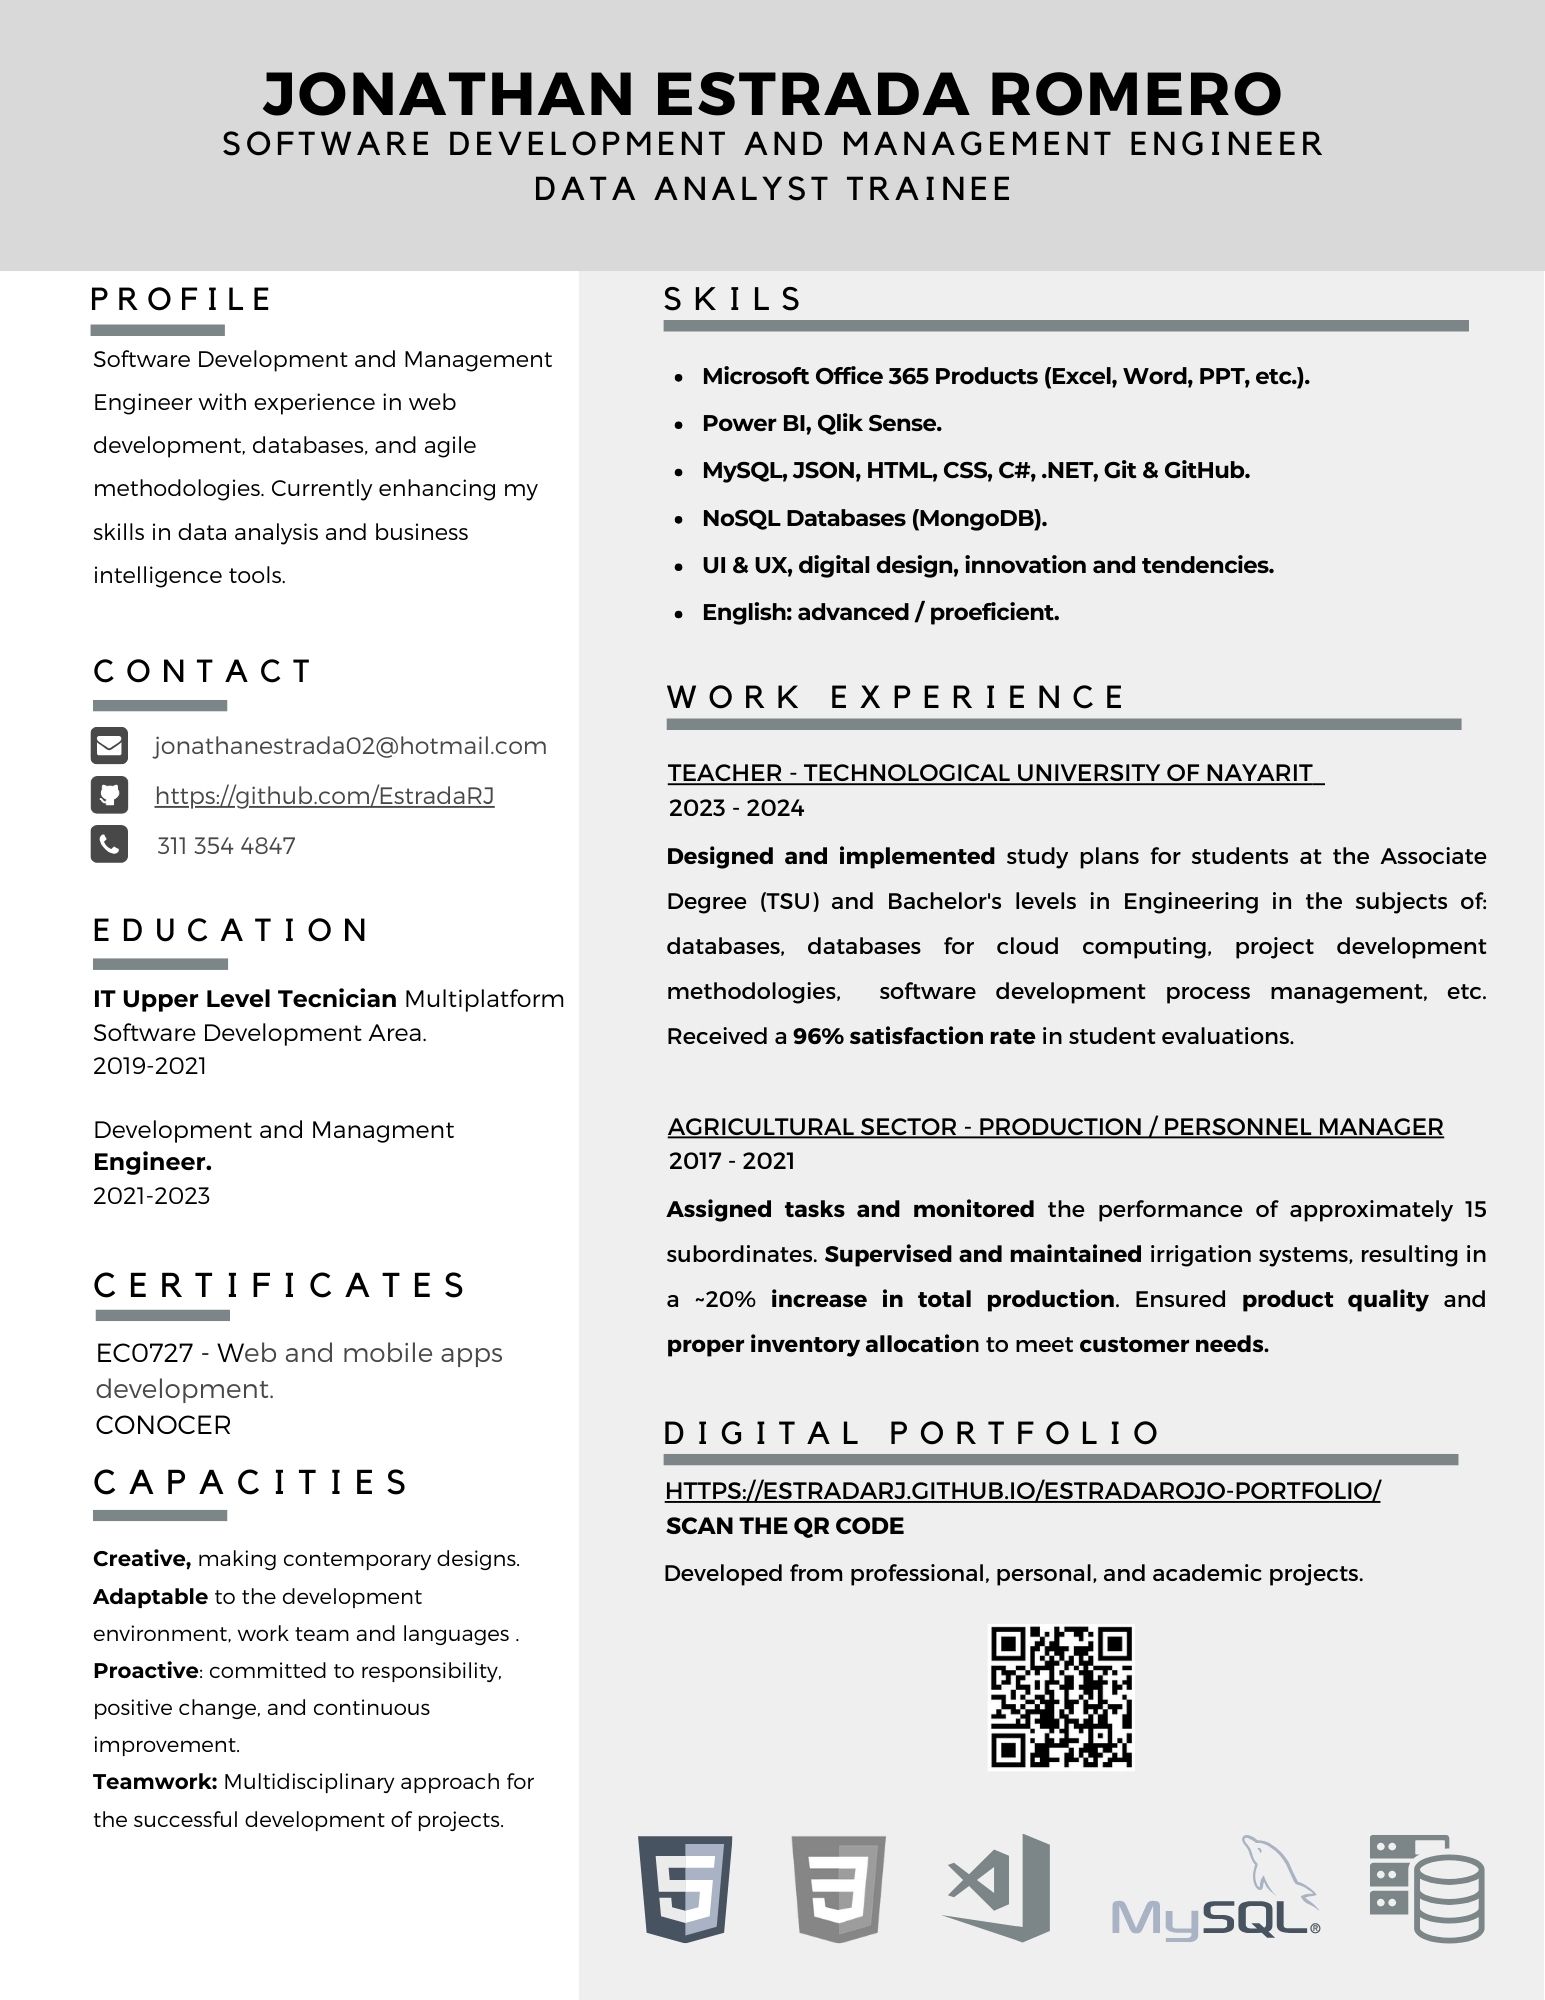 JONATHAN ESTRADA ROMERO
SOFTWARE DEVELOPMENT AND MANAGEMENT ENGINEER
DATA ANALYST TRAINEE
PROFILE
Software Development and Management
Engineer with experience in web
development, databases, and agile
methodologies. Currently enhancing my
skills in data analysis and business
intelligence tools.
CONTACT
jonathanestrada02@hotmail.com
https://github.com/EstradaRJ
311 354 4847
EDUCATION
IT Upper Level Tecnician Multiplatform
Software Development Area.
2019-2021
Development and Managment
Engineer.
2021-2023
CERTIFICATES
EC0727 - Web and mobile apps
development.
CONOCER
CAPACITIES
Creative, making contemporary designs.
Adaptable to the development
environment, work team and languages .
Proactive: committed to responsibility,
positive change, and continuous
improvement.
Teamwork: Multidisciplinary approach for
the successful development of projects.
SKILS
• Microsoft Office 365 Products (Excel, Word, PPT, etc.).
• Power BI, Qlik Sense.
• MySQL, JSON, HTML, CSS, C#, .NET, Git & GitHub.
• NoSQL Databases (MongoDB).
• UI & UX, digital design, innovation and tendencies.
• English: advanced / proeficient.
WORK EXPERIENCE
TEACHER - TECHNOLOGICAL UNIVERSITY OF NAYARIT
2023 - 2024
Designed and implemented study plans for students at the Associate
Degree (TSU) and Bachelor's levels in Engineering in the subjects of:
databases, databases for cloud computing, project development
methodologies, software development process management, etc.
Received a 96% satisfaction rate in student evaluations.
AGRICULTURAL SECTOR - PRODUCTION / PERSONNEL MANAGER
2017 - 2021
Assigned tasks and monitored the performance of approximately 15
subordinates. Supervised and maintained irrigation systems, resulting in
a ~20% increase in total production. Ensured product quality and
proper inventory allocation to meet customer needs.
DIGITAL PORTFOLIO
HTTPS://ESTRADARJ.GITHUB.IO/ESTRADAROJO-PORTFOLIO/
SCAN THE QR CODE
Developed from professional, personal, and academic projects.
5
3
MySQL®